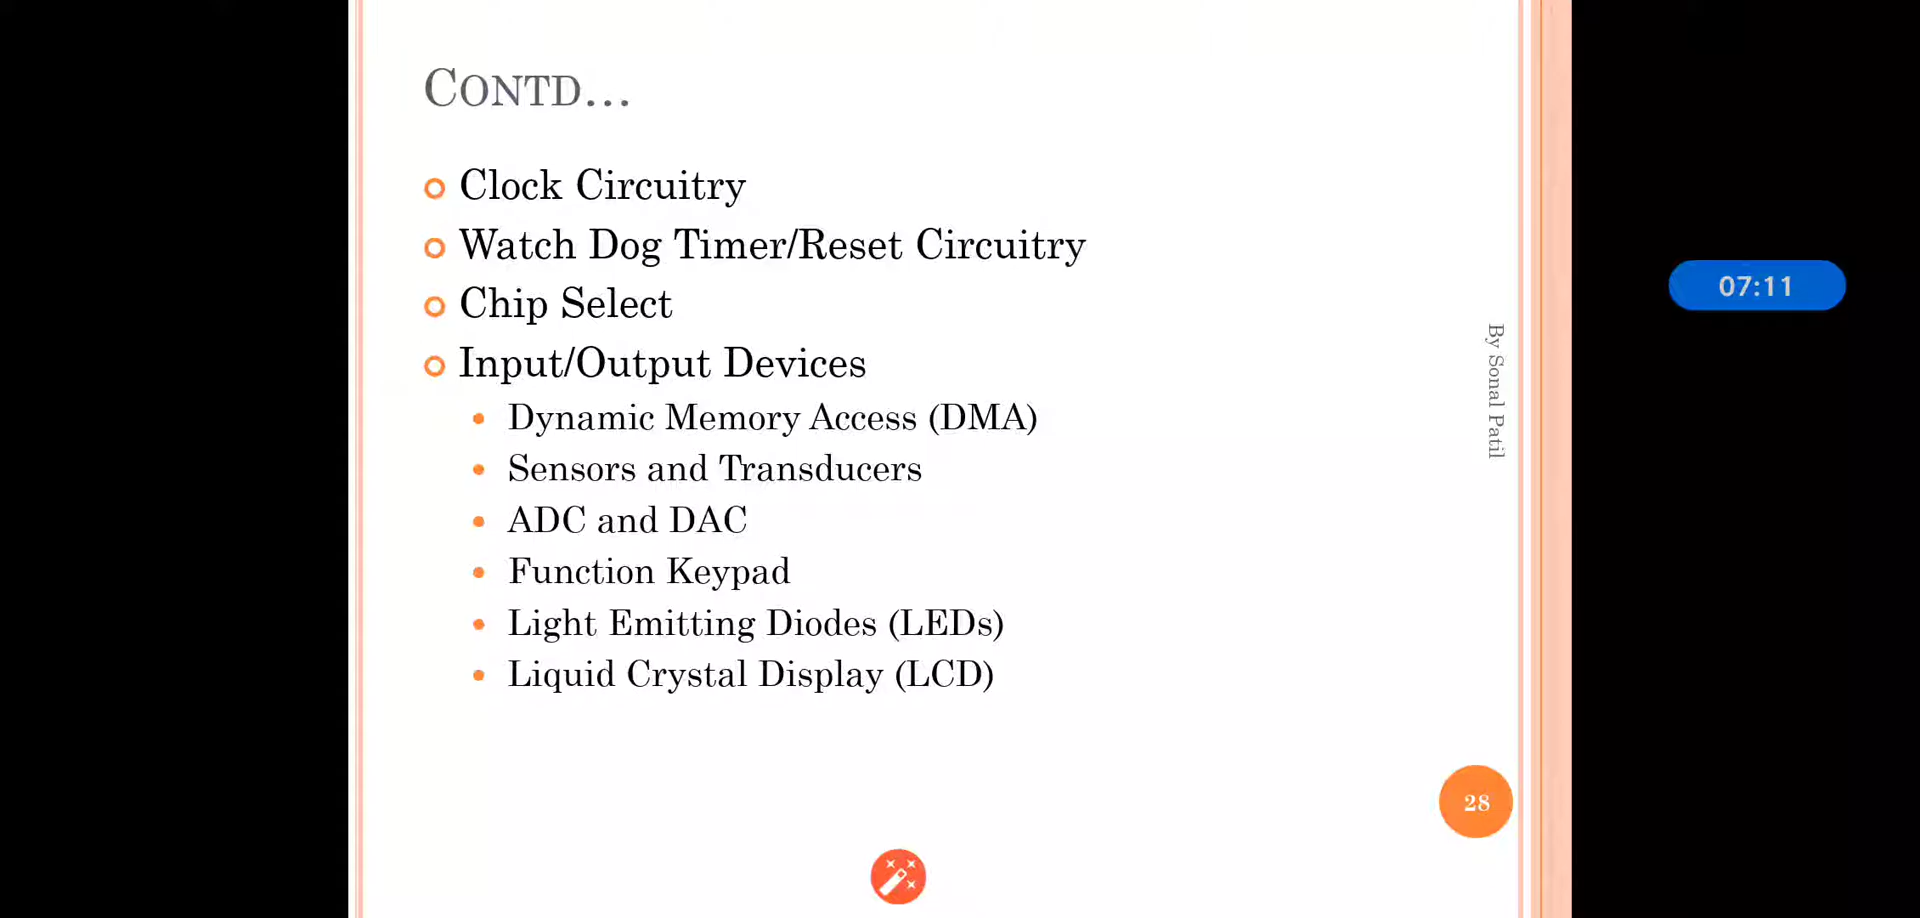 CONTD...
Clock Circuitry
Watch Dog Timer/Reset Circuitry
Chip Select
Input/Output Devices
Dynamic Memory Access (DMA)
Sensors and Transducers
ADC and DAC
Function Keypad
Light Emitting Diodes (LEDs)
Liquid Crystal Display (LCD)
By Sonal Patil
28
07:11